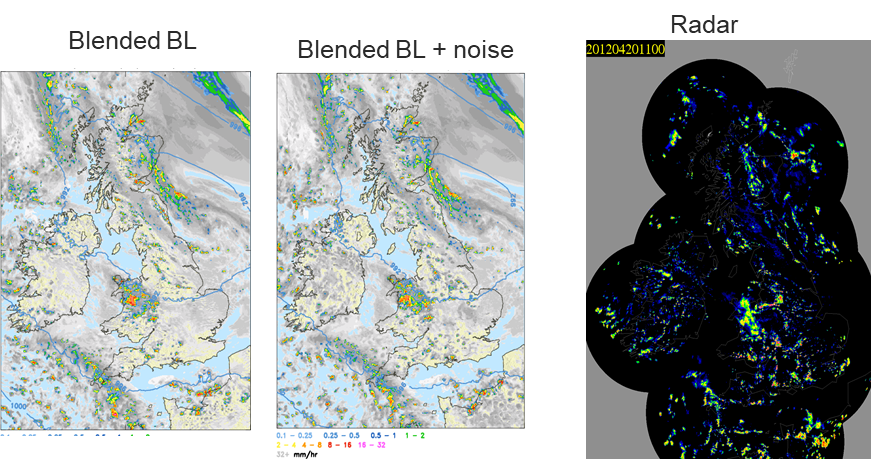 Blended BL
Blended BL + noise
Radar
201204201100
1000
0.1 - 0.25 0.25 - 0.5 0.5 - 1 1 - 2
2 - 4 4 - 8 8 - 16 16 - 32
32+ mm/hr